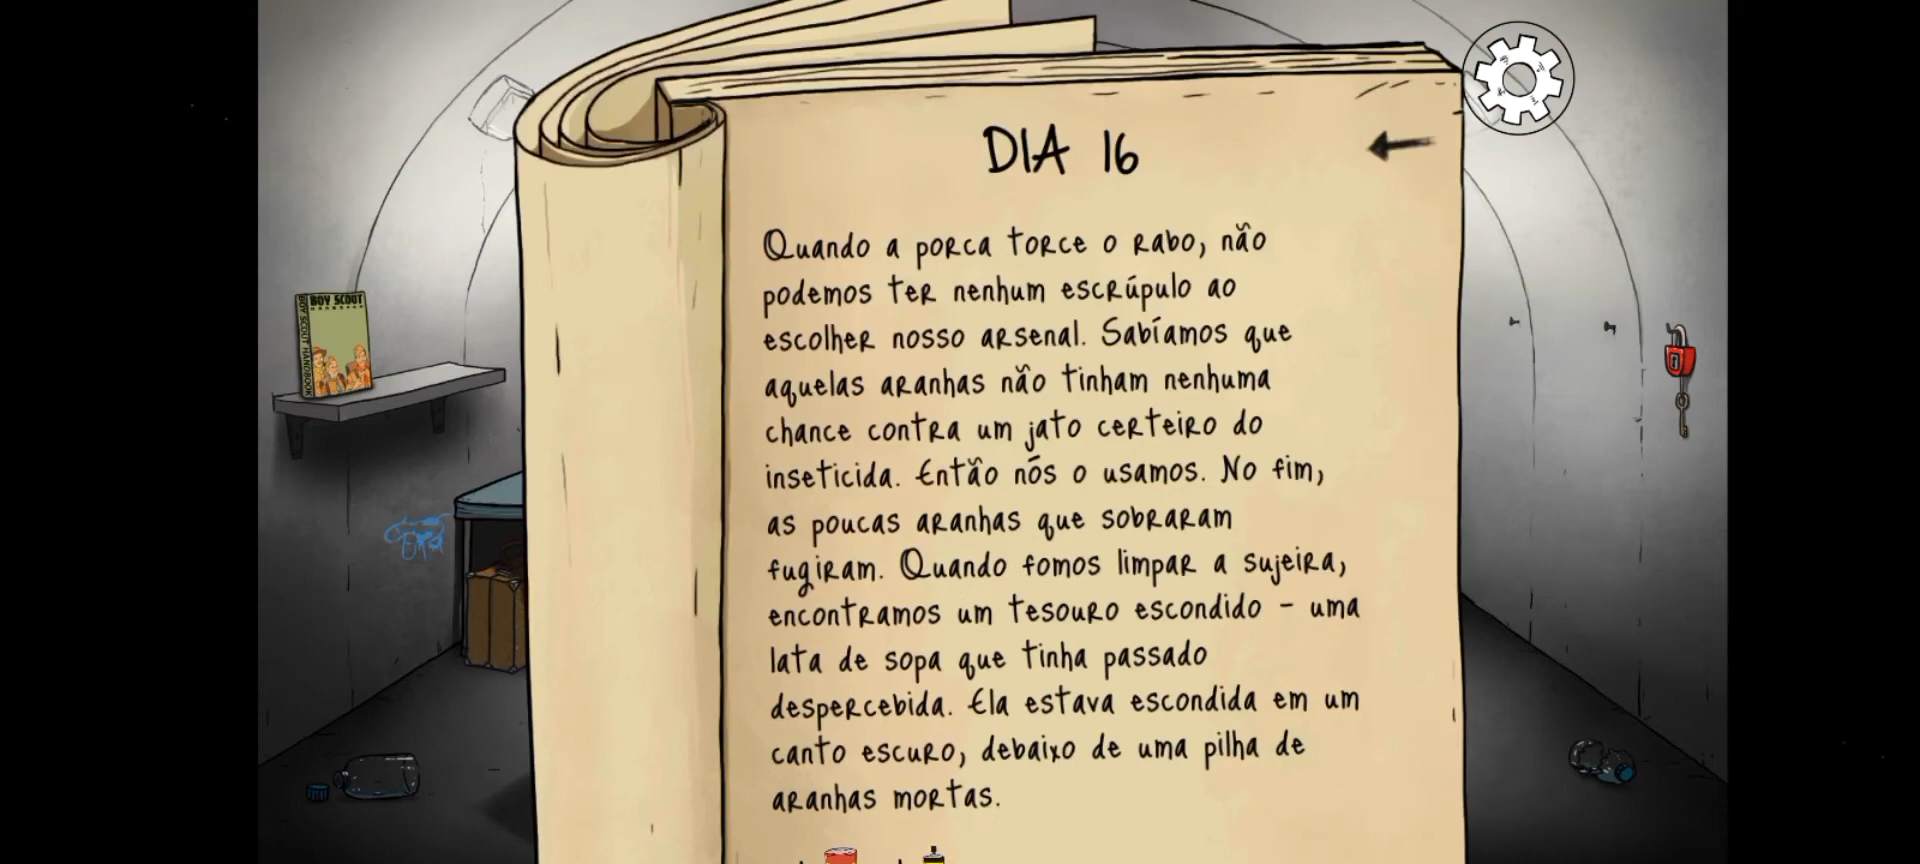 BOY SCOUT
HANDBOOK
BOY SCOUT HANDBOOK
DIA 16
Quando a porca torce o rabo, não
podemos ter nenhum escrúpulo ao
escolher nosso arsenal. Sabíamos que
aquelas aranhas não tinham nenhuma
chance contra um jato certeiro do
inseticida. Então nós o usamos. No fim,
as poucas aranhas que sobraram
fugiram. Quando fomos limpar a sujeira,
encontramos um tesouro escondido - uma
lata de sopa que tinha passado
despercebida. Ela estava escondida em um
canto escuro, debaixo de uma pilha de
aranhas mortas.